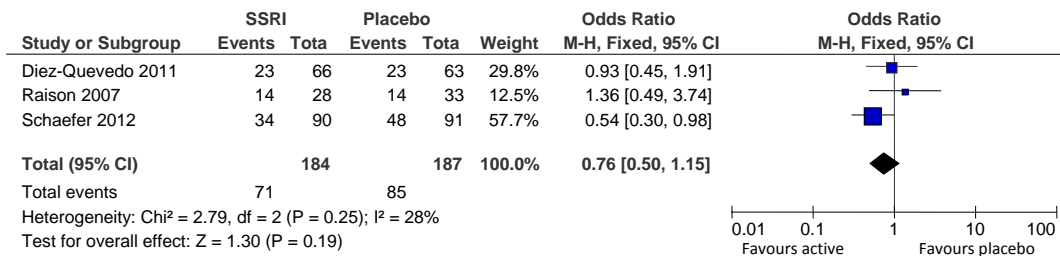 SSRI Placebo Odds Ratio Odds Ratio
Study or Subgroup Events Tota Events Tota Weight M-H, Fixed, 95% CI M-H, Fixed, 95% CI
Diez-Quevedo 2011 23 66 23 63 29.8% 0.93 [0.45, 1.91]
Raison 2007 14 28 14 33 12.5% 1.36 [0.49, 3.74]
Schaefer 2012 34 90 48 91 57.7% 0.54 [0.30, 0.98]
Total (95% CI) 184 187 100.0% 0.76 [0.50, 1.15]
Total events 71 85
Heterogeneity: Chi² = 2.79, df = 2 (P = 0.25); I² = 28%
Test for overall effect: Z = 1.30 (P = 0.19)
0.01 0.1 1 10 100
Favours active Favours placebo